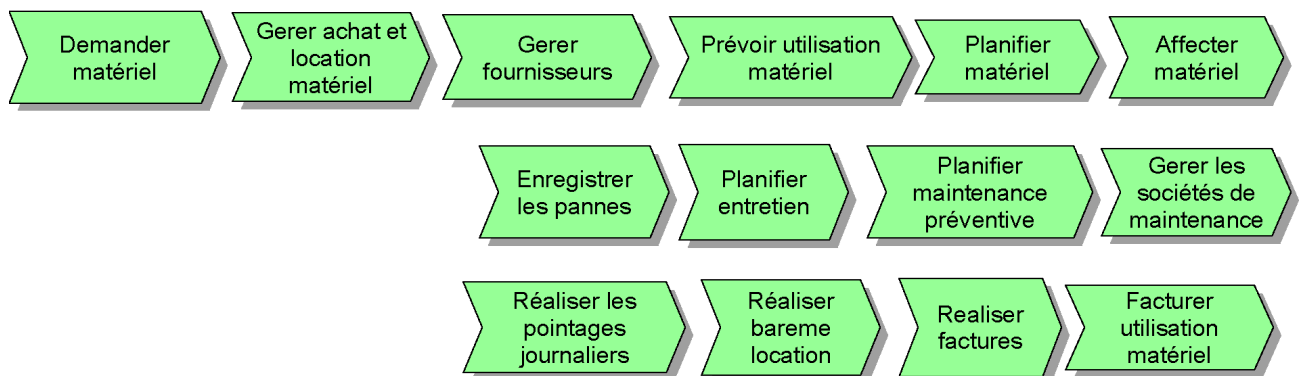 Demander
matériel
Gerer achat et
location
matériel
Gerer
fournisseurs
Prévoir utilisation
matériel
Planifier
matériel
Affecter
matériel
Enregistrer
les pannes
Planifier
entretien
Planifier
maintenance
préventive
Gerer les
sociétés de
maintenance
Réaliser les
pointages
journaliers
Réaliser
bareme
location
Realiser
factures
Facturer
utilisation
matériel